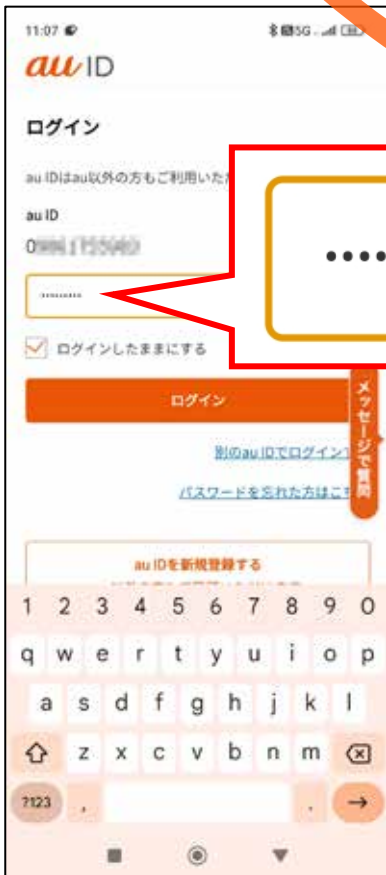 11:07
5G
au ID
ログイン
au IDはau以外の方もご利用いた
au ID
••••
ログインしたままにする
ログイン
メッセージで質問
別のau IDでログイン
パスワードを忘れた方はこ
au IDを新規登録する
1 2 3 4 5 6 7 8 9 0
q w e r t y u i o p
a s d f g h j k l
z x c v b n m
?123 , .